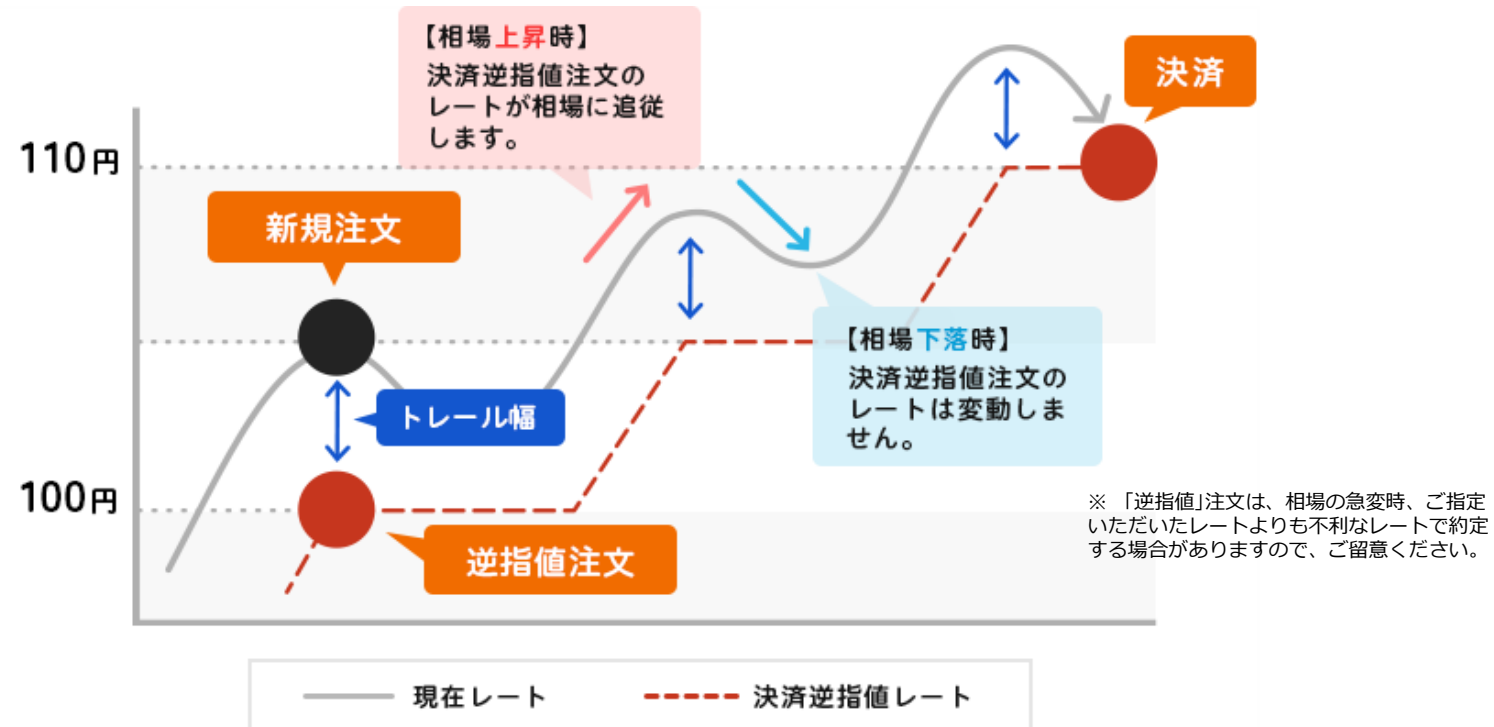 【相場上昇時】
決済逆指値注文の
レートが相場に追従
します。
決済
110円
新規注文
【相場下落時】
決済逆指値注文の
レートは変動しま
せん。
トレール幅
100円
逆指値注文
※ 「逆指値」注文は、相場の急変時、ご指定
いただいたレートよりも不利なレートで約定
する場合がありますので、ご留意ください。
現在レート
決済逆指値レート